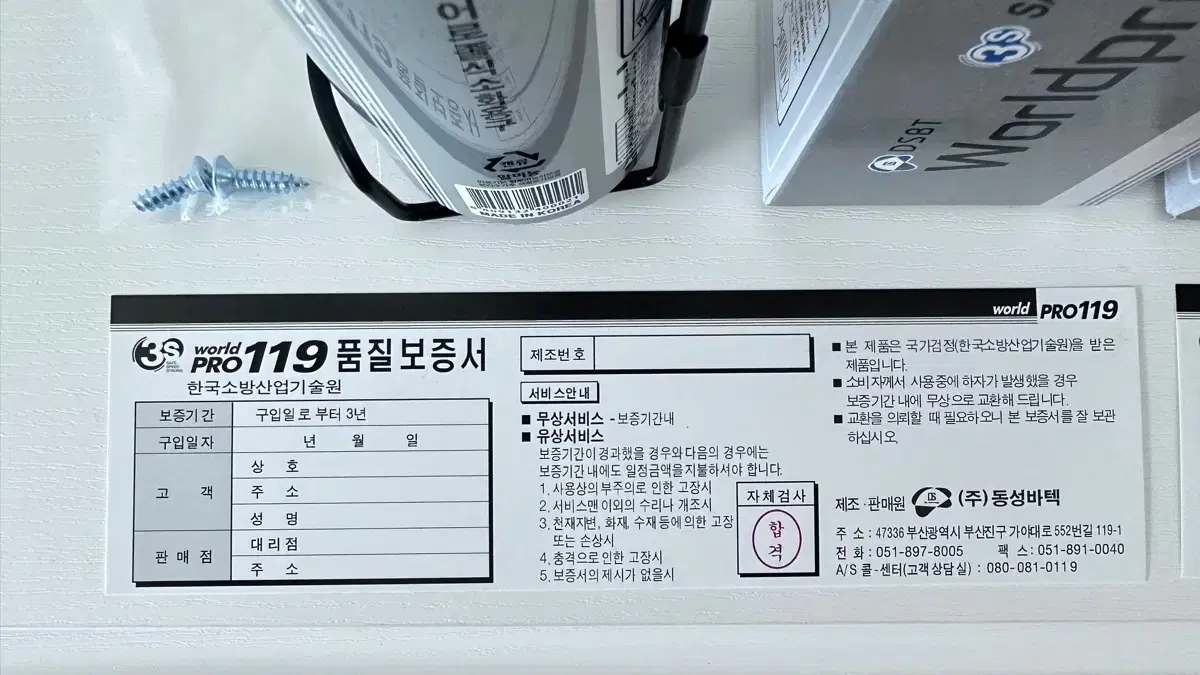 캔류
알미늄
MADE IN KOREA
3S
DSBT
Worldpro
world PRO119
3S world PRO119 품질보증서
한국소방산업기술원
보증기간 구입일로부터 3년
구입일자 년 월 일
고 객 상 호
주 소
성 명
판매점 대리점
주 소
제조번호
서비스안내
■ 무상서비스 - 보증기간내
■ 유상서비스
보증기간이 경과했을 경우와 다음의 경우에는
보증기간 내에도 일정금액을 지불하셔야 합니다.
1. 사용상의 부주의로 인한 고장시
2. 서비스맨 이외의 수리나 개조시
3. 천재지변, 화재, 수재 등에 의한 고장
또는 손상시
4. 충격으로 인한 고장시
5. 보증서의 제시가 없을시
자체검사
합격
■ 본 제품은 국가검정(한국소방산업기술원)을 받은
제품입니다.
■ 소비자께서 사용중에 하자가 발생했을 경우
보증기간 내에 무상으로 교환해 드립니다.
■ 교환을 의뢰할 때 필요하오니 본 보증서를 잘 보관
하십시오.
제조·판매원 DS (주)동성바텍
주 소 : 47336 부산광역시 부산진구 가야대로 552번길 119-1
전 화 : 051-897-8005 팩 스 : 051-891-0040
A/S 콜-센터(고객상담실) : 080-081-0119